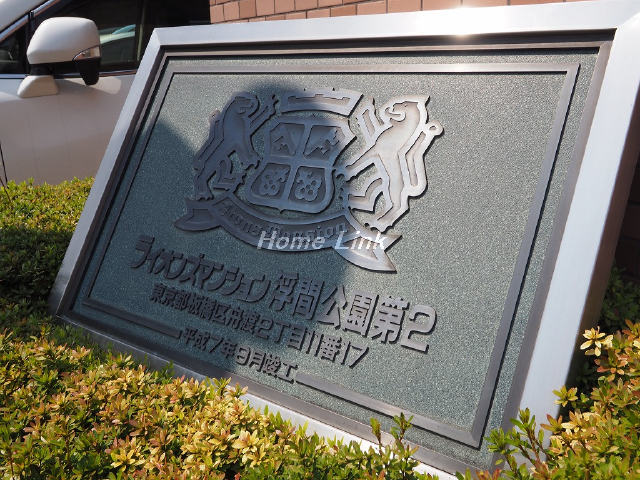 Lions Mansion
Home Link
ライオンズマンション浮間公園第2
東京都板橋区舟渡2丁目11番17
平成7年9月竣工